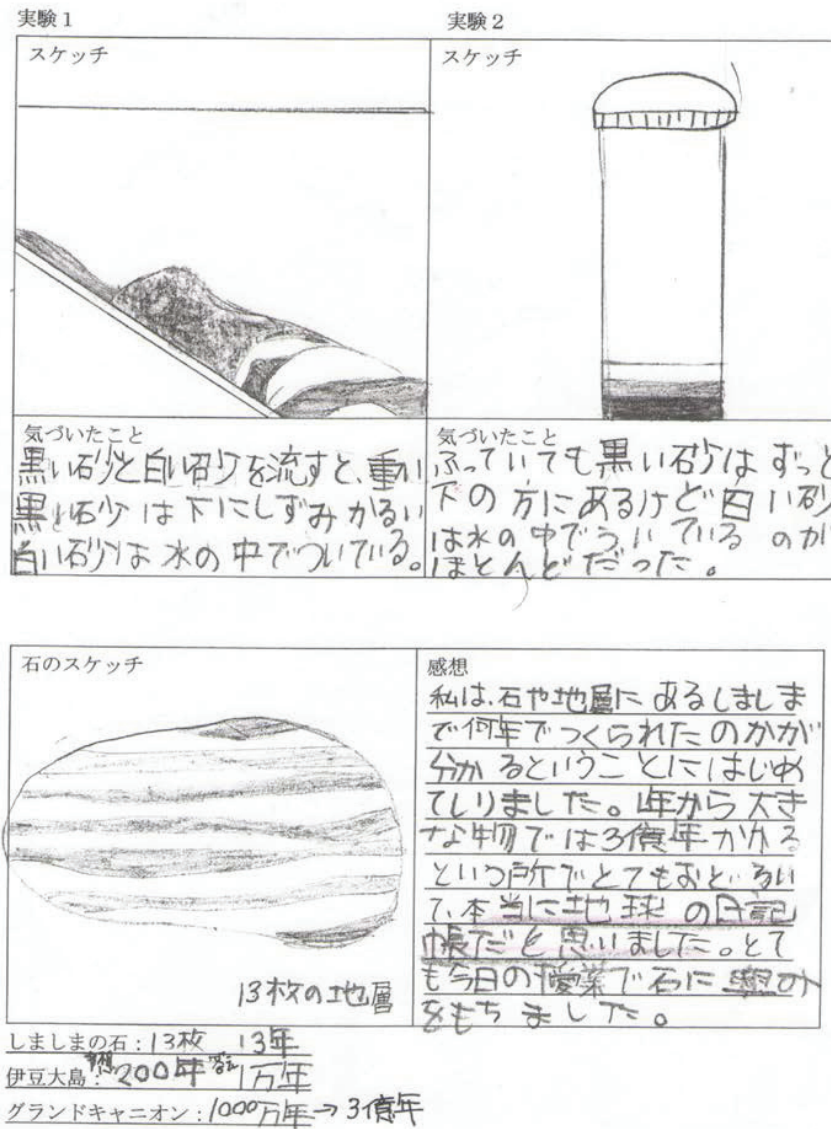 実験1
スケッチ
気づいたこと
黒い砂と白い砂を流すと、重い
黒い砂は下にしずみかるい
白い砂は水の中でういている。
実験2
スケッチ
気づいたこと
ふっていても黒い砂はずっと
下の方にあるけど白い砂
は水の中でういているのが
ほとんどだった。
石のスケッチ
13枚の地層
感想
私は、石や地層にあるしましま
で何年でつくられたのかが
分かるということにはじめ
てしりました。1年から大き
な物では3億年かかる
という所でとてもおどろい
て、本当に地球の日記
帳だと思いました。とて
も今日の授業で石に
をもちました。
しましまの石:13枚 13年
伊豆大島:予想200年 答え1万年
グランドキャニオン:1000万年→3億年